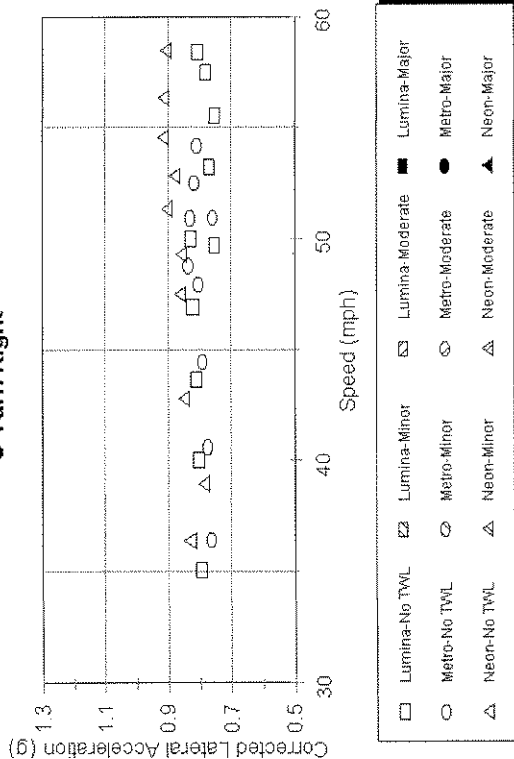 Corrected Lateral Acceleration (g)
1.3
1.1
0.9
0.7
0.5
30
40
50
60
Speed (mph)
Lumina-No TWL
Lumina-Minor
Lumina-Moderate
Lumina-Major
Metro-No TWL
Metro-Minor
Metro-Moderate
Metro-Major
Neon-No TWL
Neon-Minor
Neon-Moderate
Neon-Major